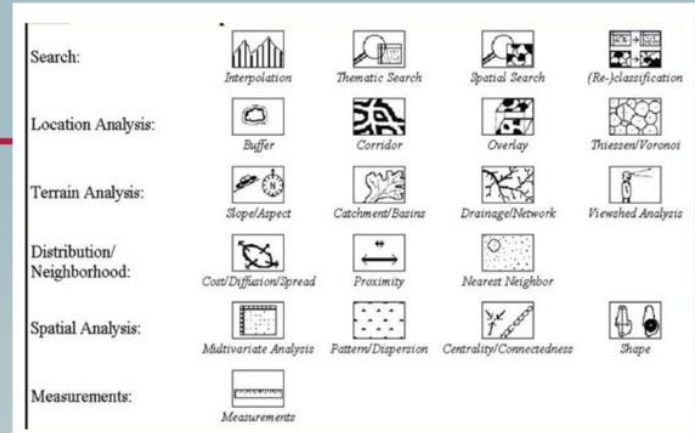 Search:
Interpolation Thematic Search Spatial Search (Re-)classification
Location Analysis:
Buffer Corridor Overlay Thiessen/Voronoi
Terrain Analysis:
N
Slope/Aspect Catchment/Basins Drainage/Network Viewshed Analysis
Distribution/
Neighborhood:
Cost/Diffusion/Spread Proximity Nearest Neighbor
Spatial Analysis:
Multivariate Analysis Pattern/Dispersion Centrality/Connectedness Shape
Measurements:
Measurements